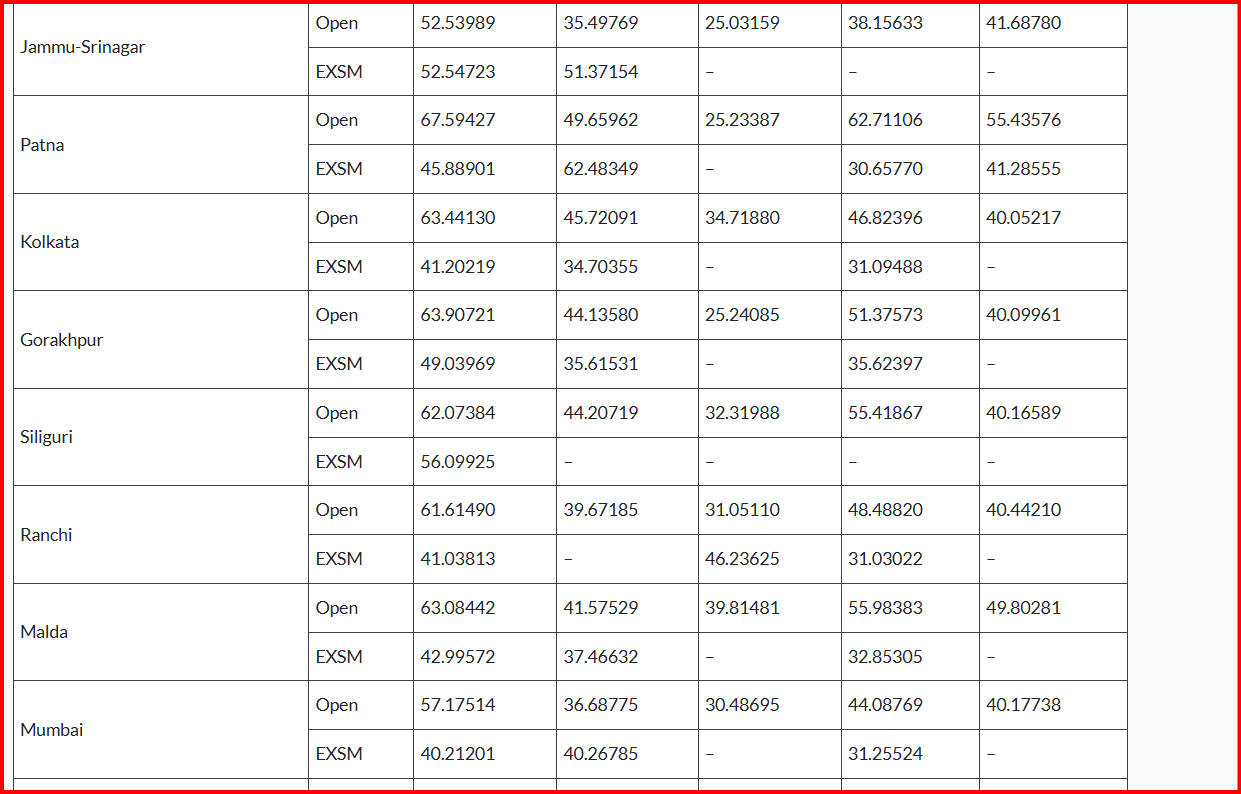 Jammu-Srinagar
Open 52.53989 35.49769 25.03159 38.15633 41.68780
EXSM 52.54723 51.37154 – – –
Patna
Open 67.59427 49.65962 25.23387 62.71106 55.43576
EXSM 45.88901 62.48349 – 30.65770 41.28555
Kolkata
Open 63.44130 45.72091 34.71880 46.82396 40.05217
EXSM 41.20219 34.70355 – 31.09488 –
Gorakhpur
Open 63.90721 44.13580 25.24085 51.37573 40.09961
EXSM 49.03969 35.61531 – 35.62397 –
Siliguri
Open 62.07384 44.20719 32.31988 55.41867 40.16589
EXSM 56.09925 – – – –
Ranchi
Open 61.61490 39.67185 31.05110 48.48820 40.44210
EXSM 41.03813 – 46.23625 31.03022 –
Malda
Open 63.08442 41.57529 39.81481 55.98383 49.80281
EXSM 42.99572 37.46632 – 32.85305 –
Mumbai
Open 57.17514 36.68775 30.48695 44.08769 40.17738
EXSM 40.21201 40.26785 – 31.25524 –